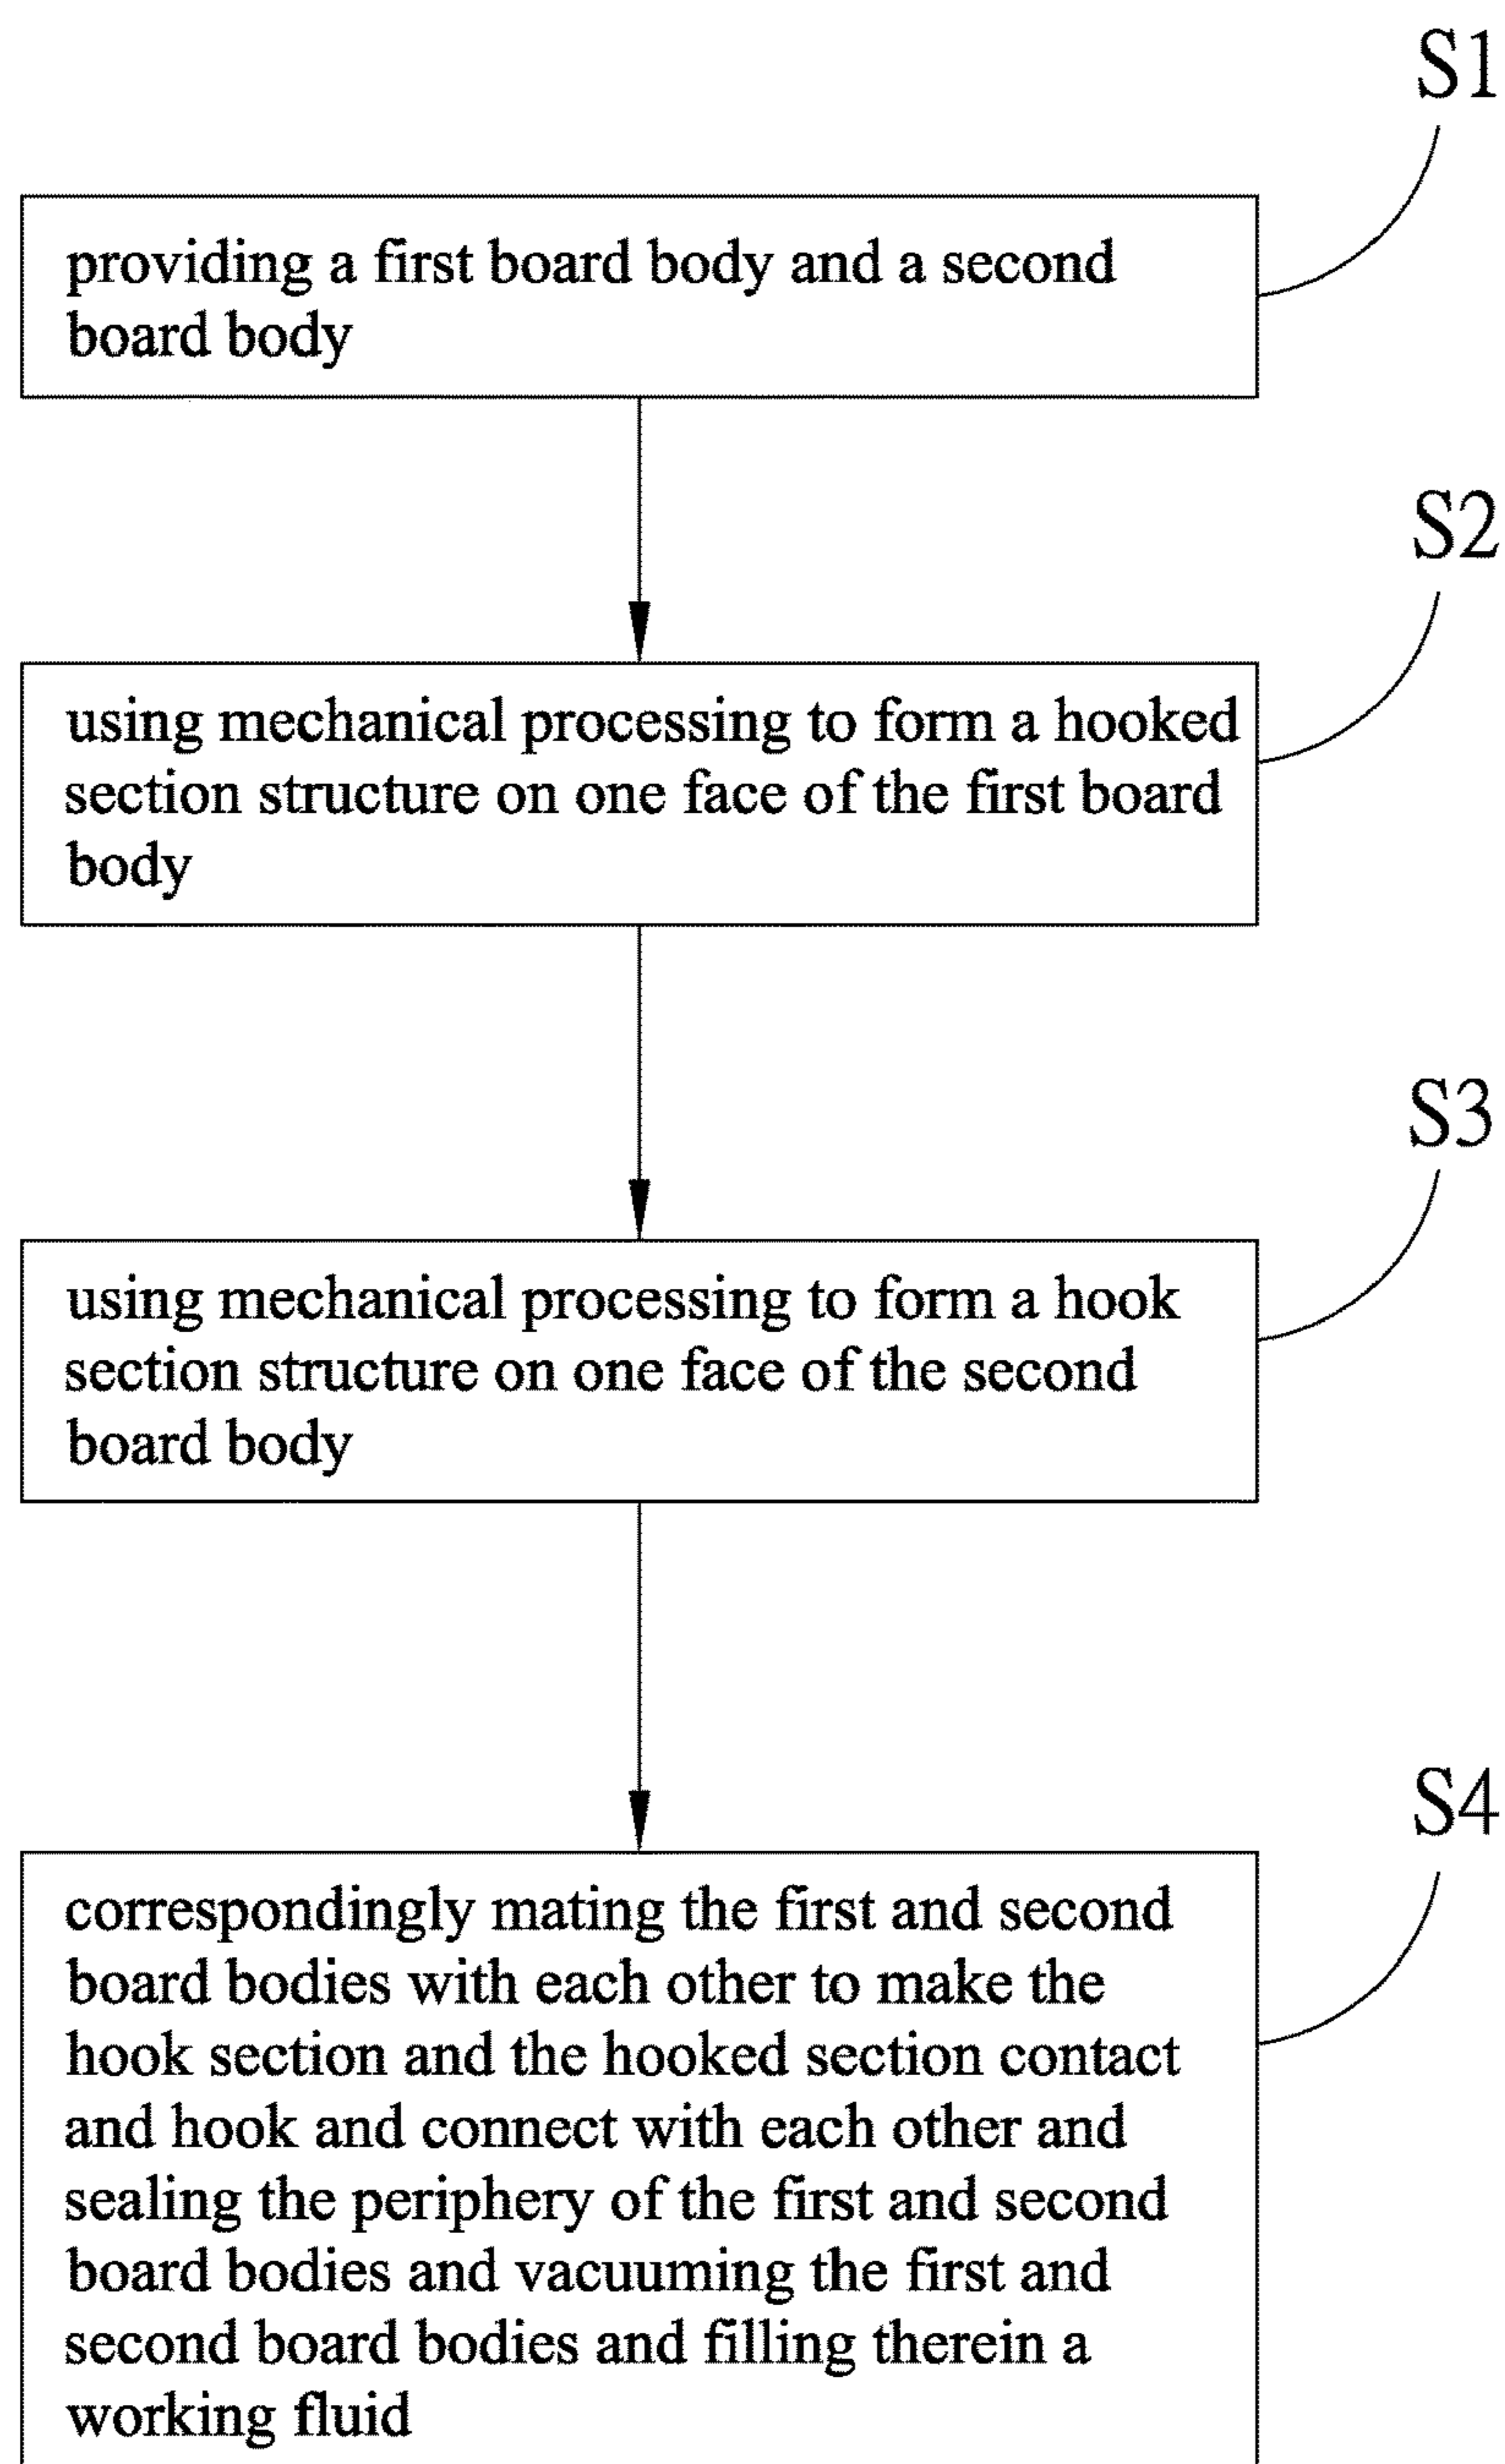 S1
providing a first board body and a second
board body
S2
using mechanical processing to form a hooked
section structure on one face of the first board
body
S3
using mechanical processing to form a hook
section structure on one face of the second
board body
S4
correspondingly mating the first and second
board bodies with each other to make the
hook section and the hooked section contact
and hook and connect with each other and
sealing the periphery of the first and second
board bodies and vacuuming the first and
second board bodies and filling therein a
working fluid